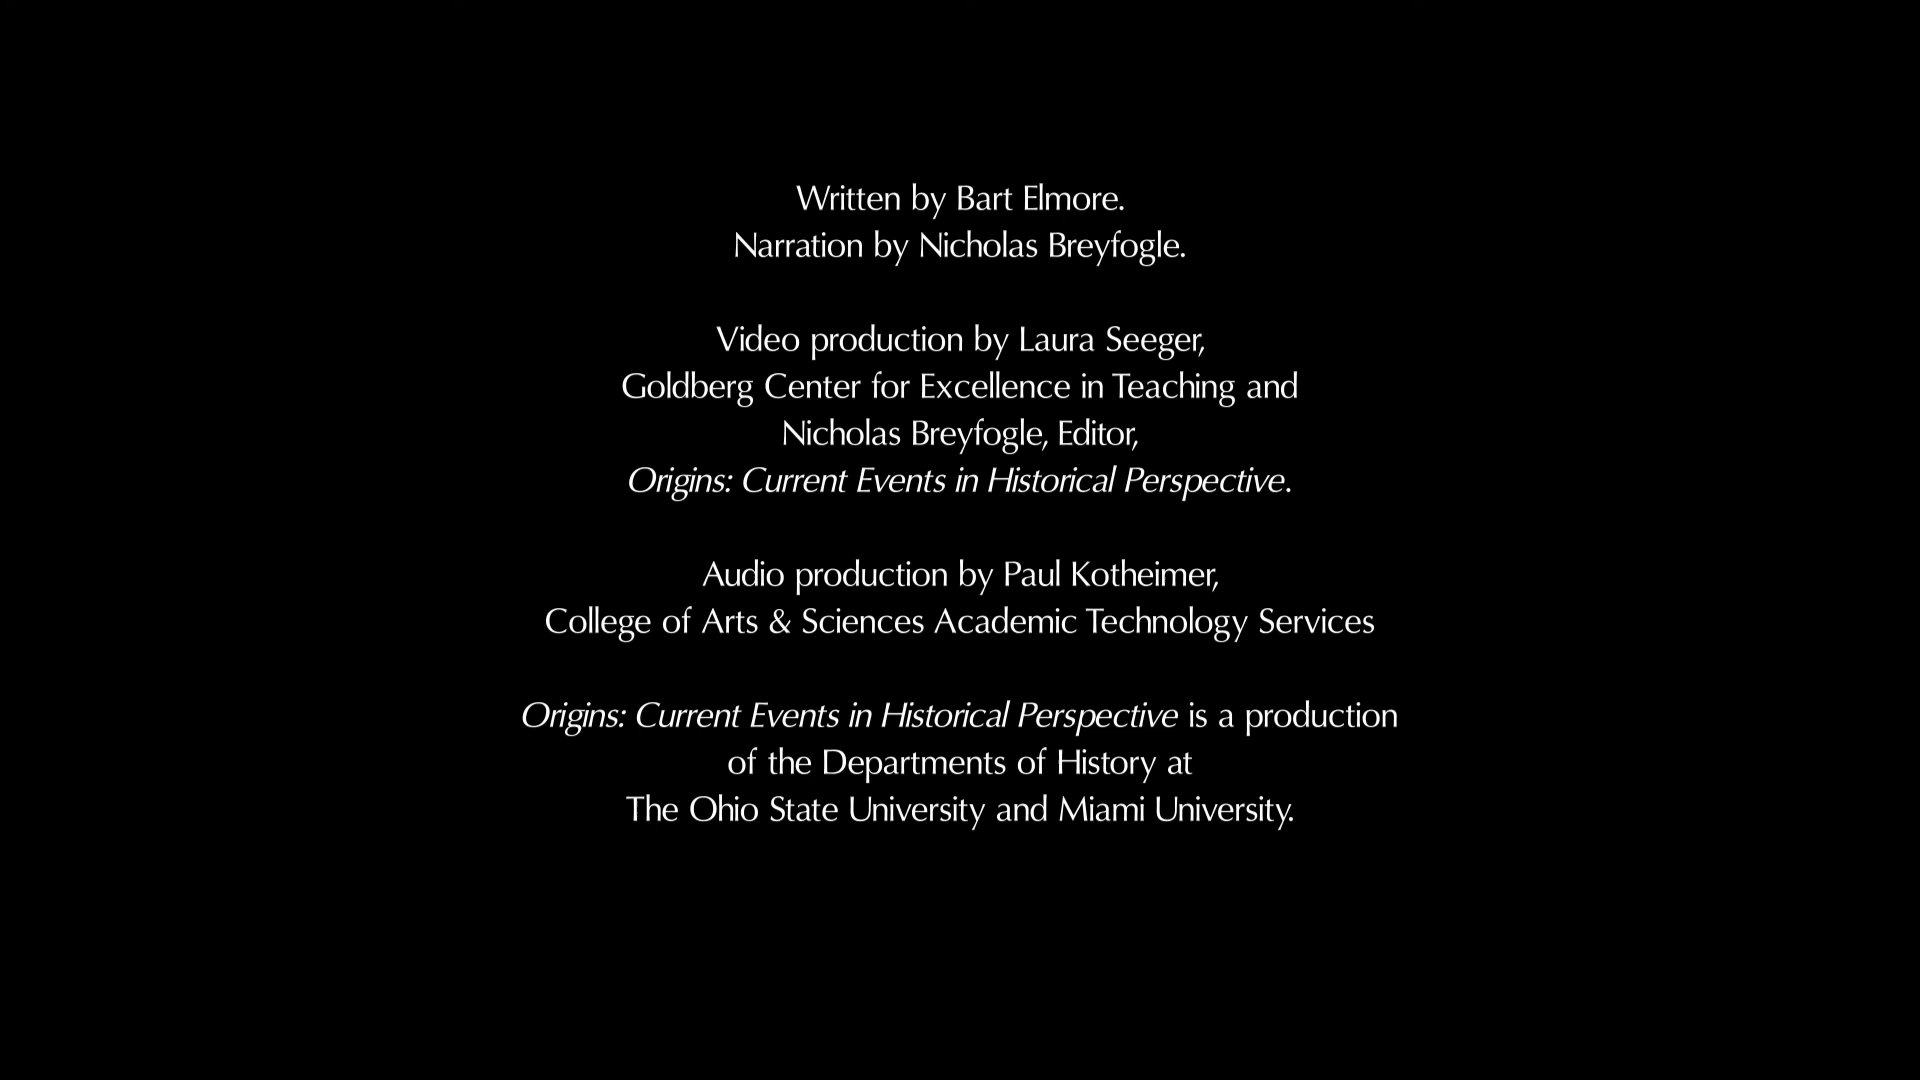 Written by Bart Elmore.
Narration by Nicholas Breyfogle.
Video production by Laura Seeger,
Goldberg Center for Excellence in Teaching and
Nicholas Breyfogle, Editor,
Origins: Current Events in Historical Perspective.
Audio production by Paul Kotheimer,
College of Arts & Sciences Academic Technology Services
Origins: Current Events in Historical Perspective is a production
of the Departments of History at
The Ohio State University and Miami University.